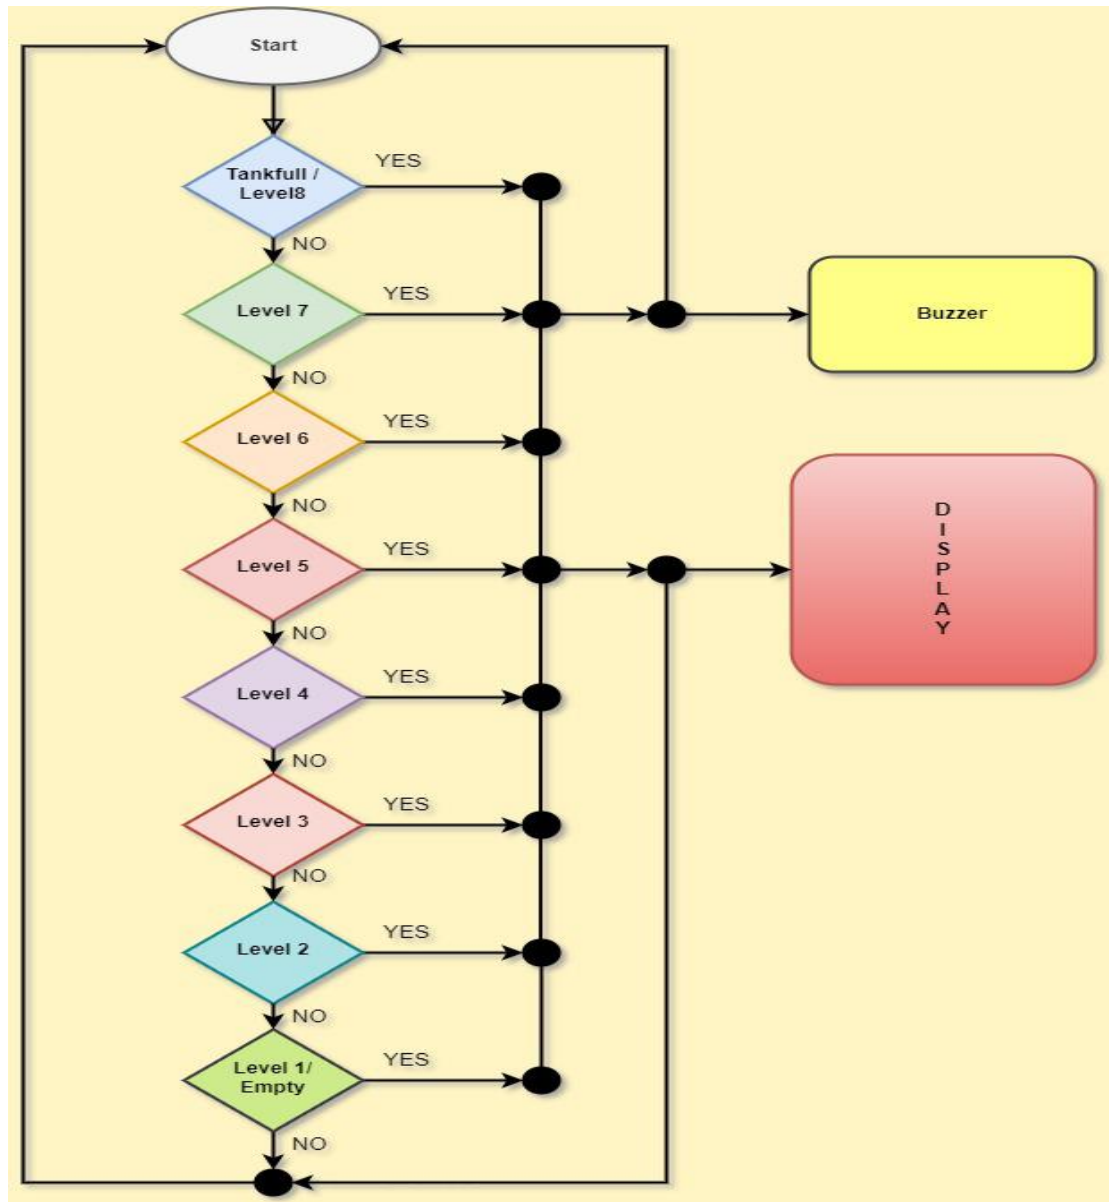 Start
Tankfull /
Level8
YES
NO
Level 7
YES
Buzzer
NO
Level 6
YES
NO
Level 5
YES
D
I
S
P
L
A
Y
NO
Level 4
YES
NO
Level 3
YES
NO
Level 2
YES
NO
Level 1/
Empty
YES
NO